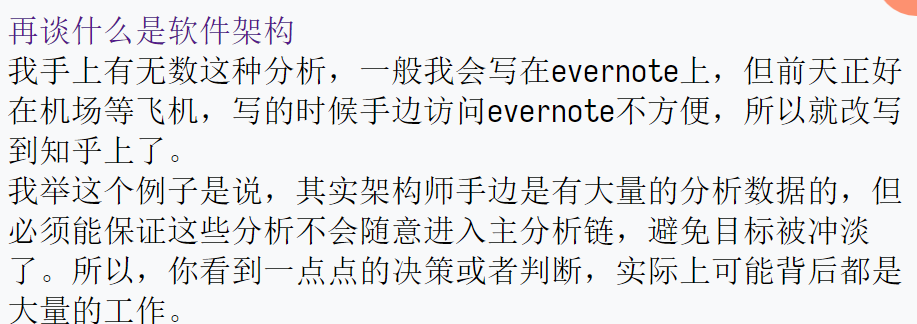 再谈什么是软件架构
我手上有无数这种分析，一般我会写在evernote上，但前天正好
在机场等飞机，写的时候手边访问evernote不方便，所以就改写
到知乎上了。
我举这个例子是说，其实架构师手边是有大量的分析数据的，但
必须能保证这些分析不会随意进入主分析链，避免目标被冲淡
了。所以，你看到一点点的决策或者判断，实际上可能背后都是
大量的工作。